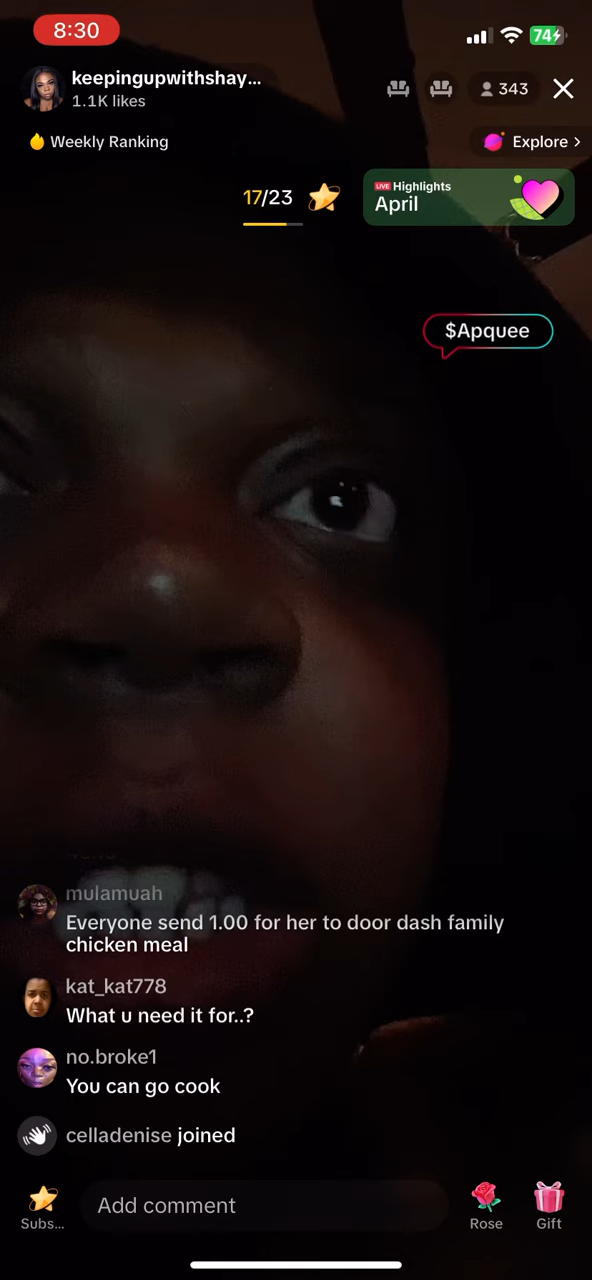 8:30
74
keepingupwithshay...
1.1K likes
343
Weekly Ranking
Explore >
17/23
LIVE Highlights
April
$Apquee
mulamuah
Everyone send 1.00 for her to door dash family
chicken meal
kat_kat778
What u need it for..?
no.broke1
You can go cook
celladenise joined
Add comment
Subs...
Rose
Gift